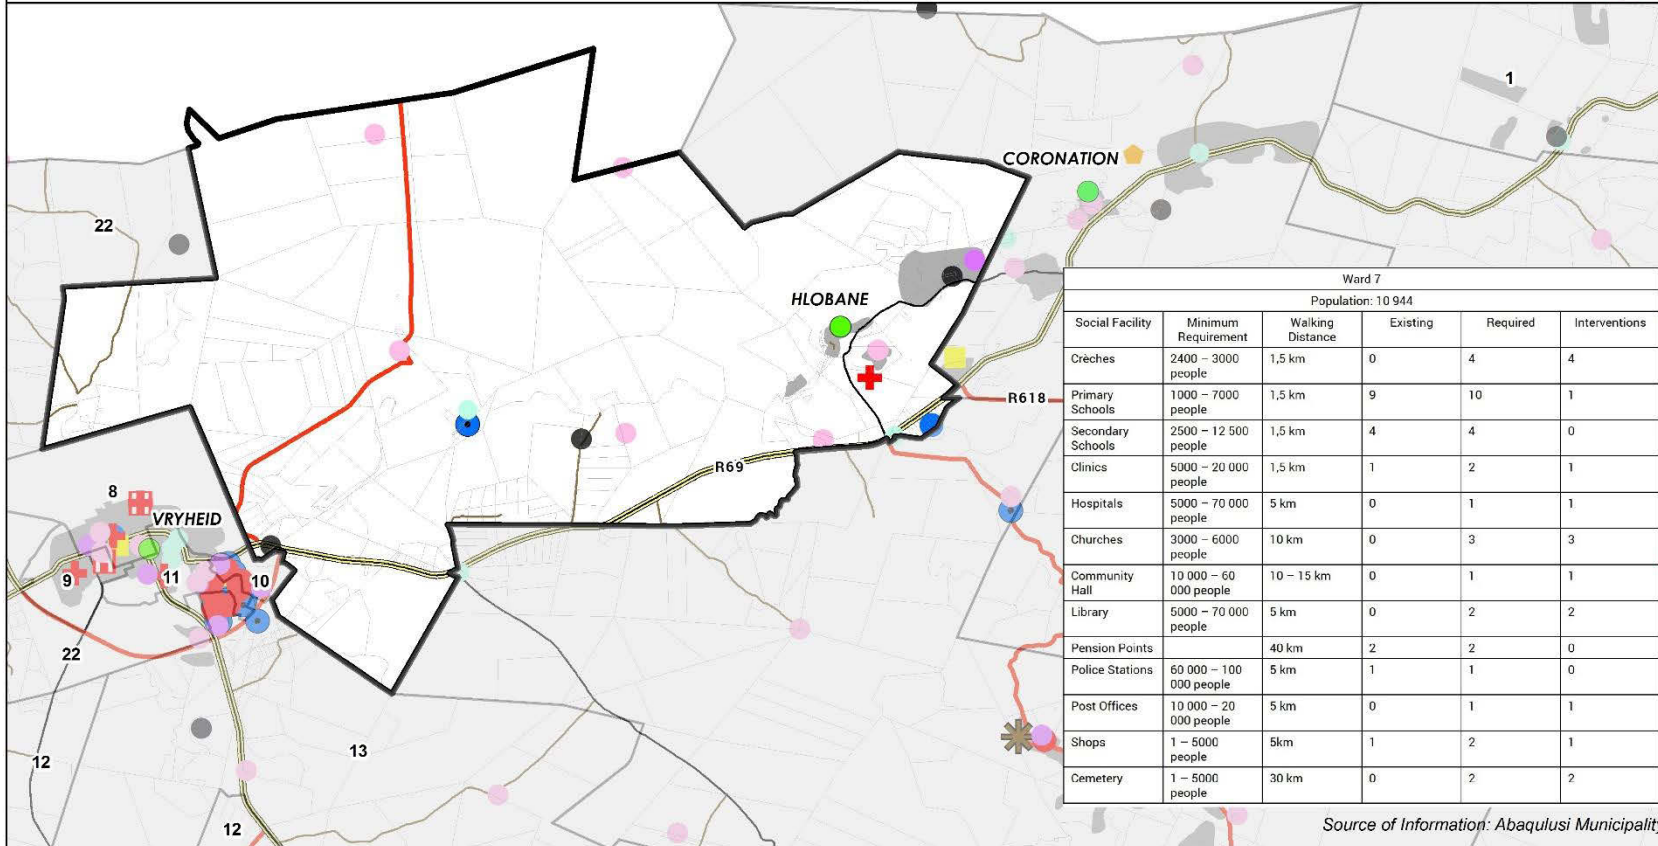 1
CORONATION
22
HLOBANE
R618
R69
8
VRYHEID
9
11
10
22
12
13
12
Ward 7
Population: 10 944
Social Facility Minimum Requirement Walking Distance Existing Required Interventions
Crèches 2400 – 3000 people 1,5 km 0 4 4
Primary Schools 1000 – 7000 people 1,5 km 9 10 1
Secondary Schools 2500 – 12 500 people 1,5 km 4 4 0
Clinics 5000 – 20 000 people 1,5 km 1 2 1
Hospitals 5000 – 70 000 people 5 km 0 1 1
Churches 3000 – 6000 people 10 km 0 3 3
Community Hall 10 000 – 60 000 people 10 – 15 km 0 1 1
Library 5000 – 70 000 people 5 km 0 2 2
Pension Points 40 km 2 2 0
Police Stations 60 000 – 100 000 people 5 km 1 1 0
Post Offices 10 000 – 20 000 people 5 km 0 1 1
Shops 1 – 5000 people 5km 1 2 1
Cemetery 1 – 5000 people 30 km 0 2 2
Source of Information: Abaqulusi Municipality